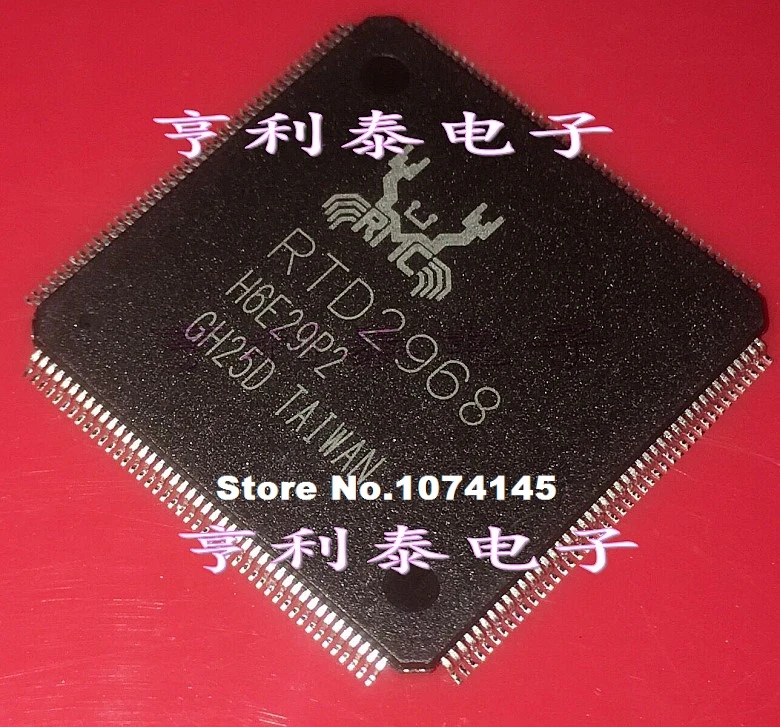 亨利泰电子
RTD2968
H6E29P2
GH25D TAIWAN
Store No.1074145
亨利泰电子